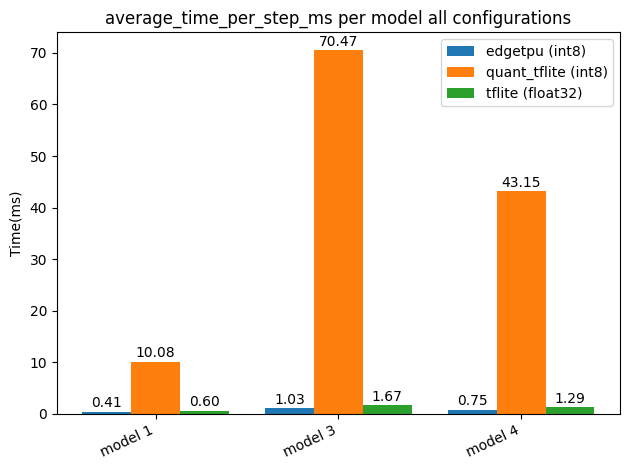 average_time_per_step_ms per model all configurations
edgetpu (int8)
quant_tflite (int8)
tflite (float32)
Time(ms)
70
60
50
40
30
20
10
0
0.41
10.08
0.60
1.03
70.47
1.67
0.75
43.15
1.29
model 1
model 3
model 4